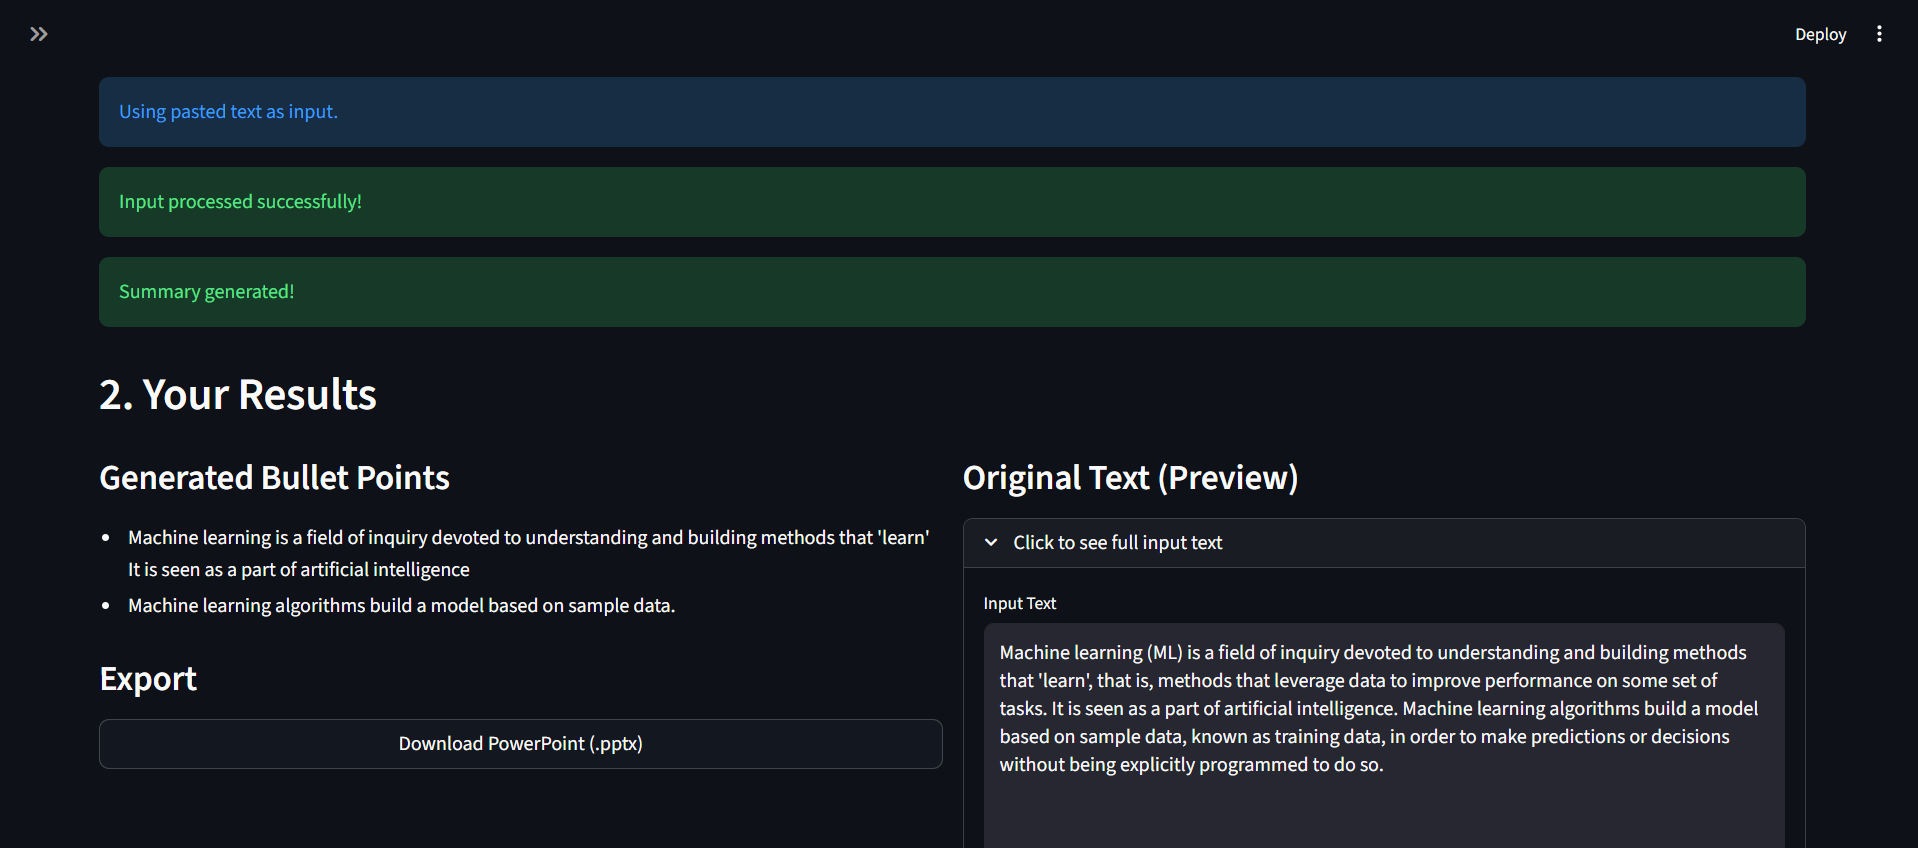 Deploy
Using pasted text as input.
Input processed successfully!
Summary generated!
2. Your Results
Generated Bullet Points
• Machine learning is a field of inquiry devoted to understanding and building methods that 'learn'
It is seen as a part of artificial intelligence
• Machine learning algorithms build a model based on sample data.
Export
Download PowerPoint (.pptx)
Original Text (Preview)
Click to see full input text
Input Text
Machine learning (ML) is a field of inquiry devoted to understanding and building methods
that 'learn', that is, methods that leverage data to improve performance on some set of
tasks. It is seen as a part of artificial intelligence. Machine learning algorithms build a model
based on sample data, known as training data, in order to make predictions or decisions
without being explicitly programmed to do so.